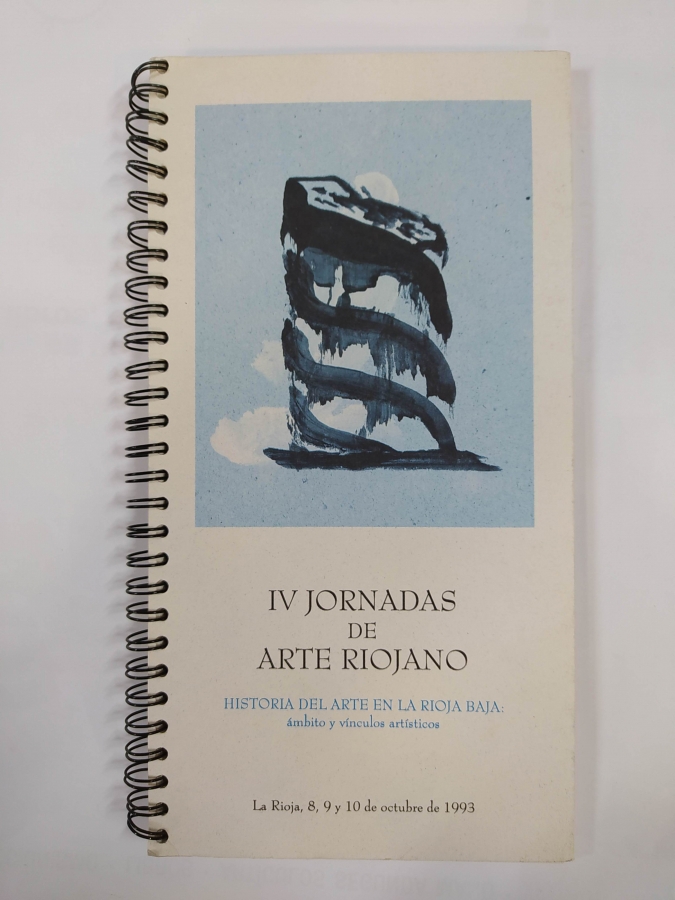 IV JORNADAS
DE
ARTE RIOJANO
HISTORIA DEL ARTE EN LA RIOJA BAJA:
ámbito y vínculos artísticos
La Rioja, 8, 9 y 10 de octubre de 1993